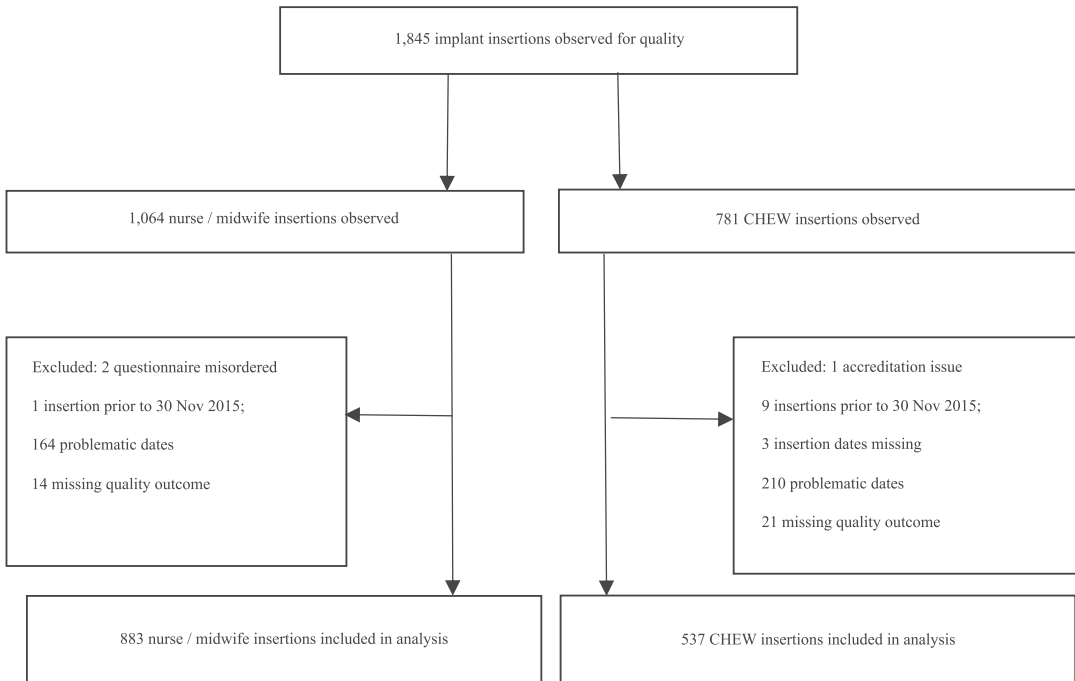 1,845 implant insertions observed for quality
1,064 nurse / midwife insertions observed
781 CHEW insertions observed
Excluded: 2 questionnaire misordered
1 insertion prior to 30 Nov 2015;
164 problematic dates
14 missing quality outcome
Excluded: 1 accreditation issue
9 insertions prior to 30 Nov 2015;
3 insertion dates missing
210 problematic dates
21 missing quality outcome
883 nurse / midwife insertions included in analysis
537 CHEW insertions included in analysis